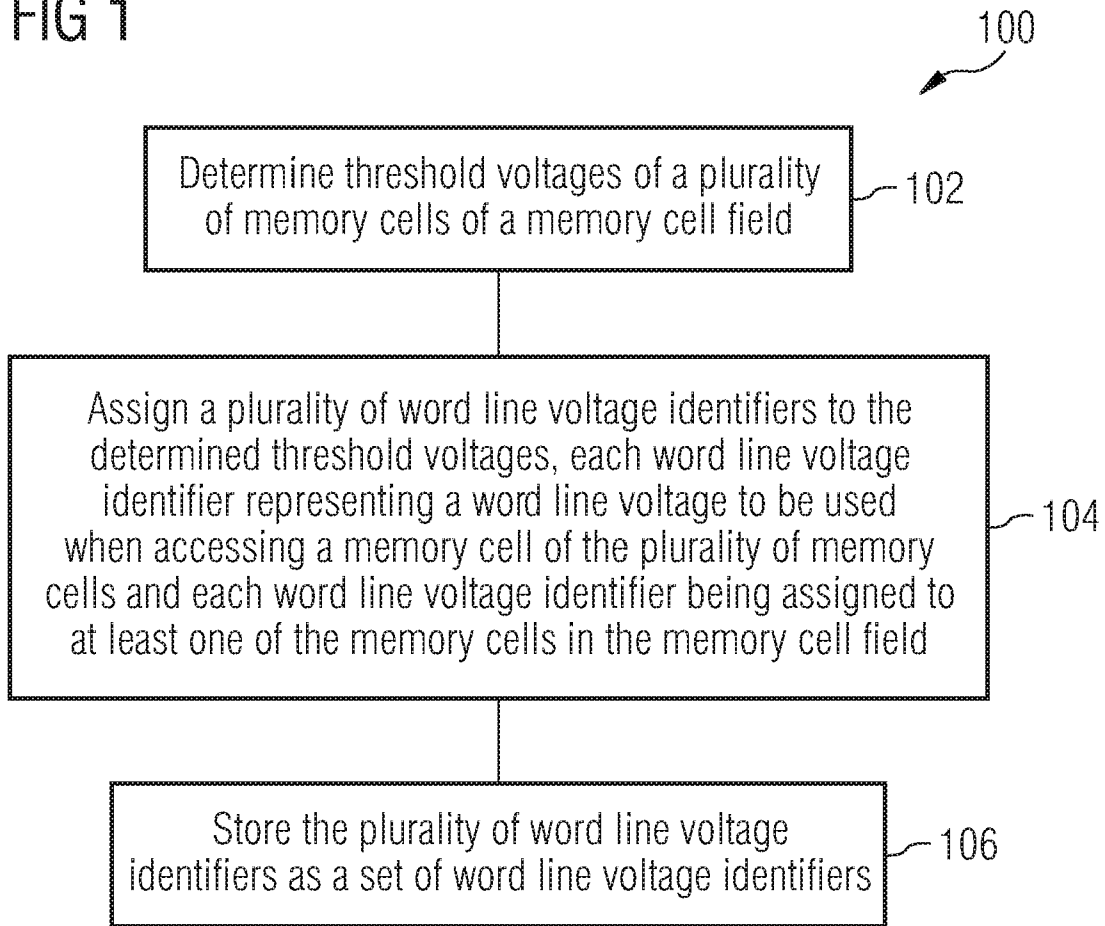 FIG 1
100
Determine threshold voltages of a plurality
of memory cells of a memory cell field
102
Assign a plurality of word line voltage identifiers to the
determined threshold voltages, each word line voltage
identifier representing a word line voltage to be used
when accessing a memory cell of the plurality of memory
cells and each word line voltage identifier being assigned to
at least one of the memory cells in the memory cell field
104
Store the plurality of word line voltage
identifiers as a set of word line voltage identifiers
106